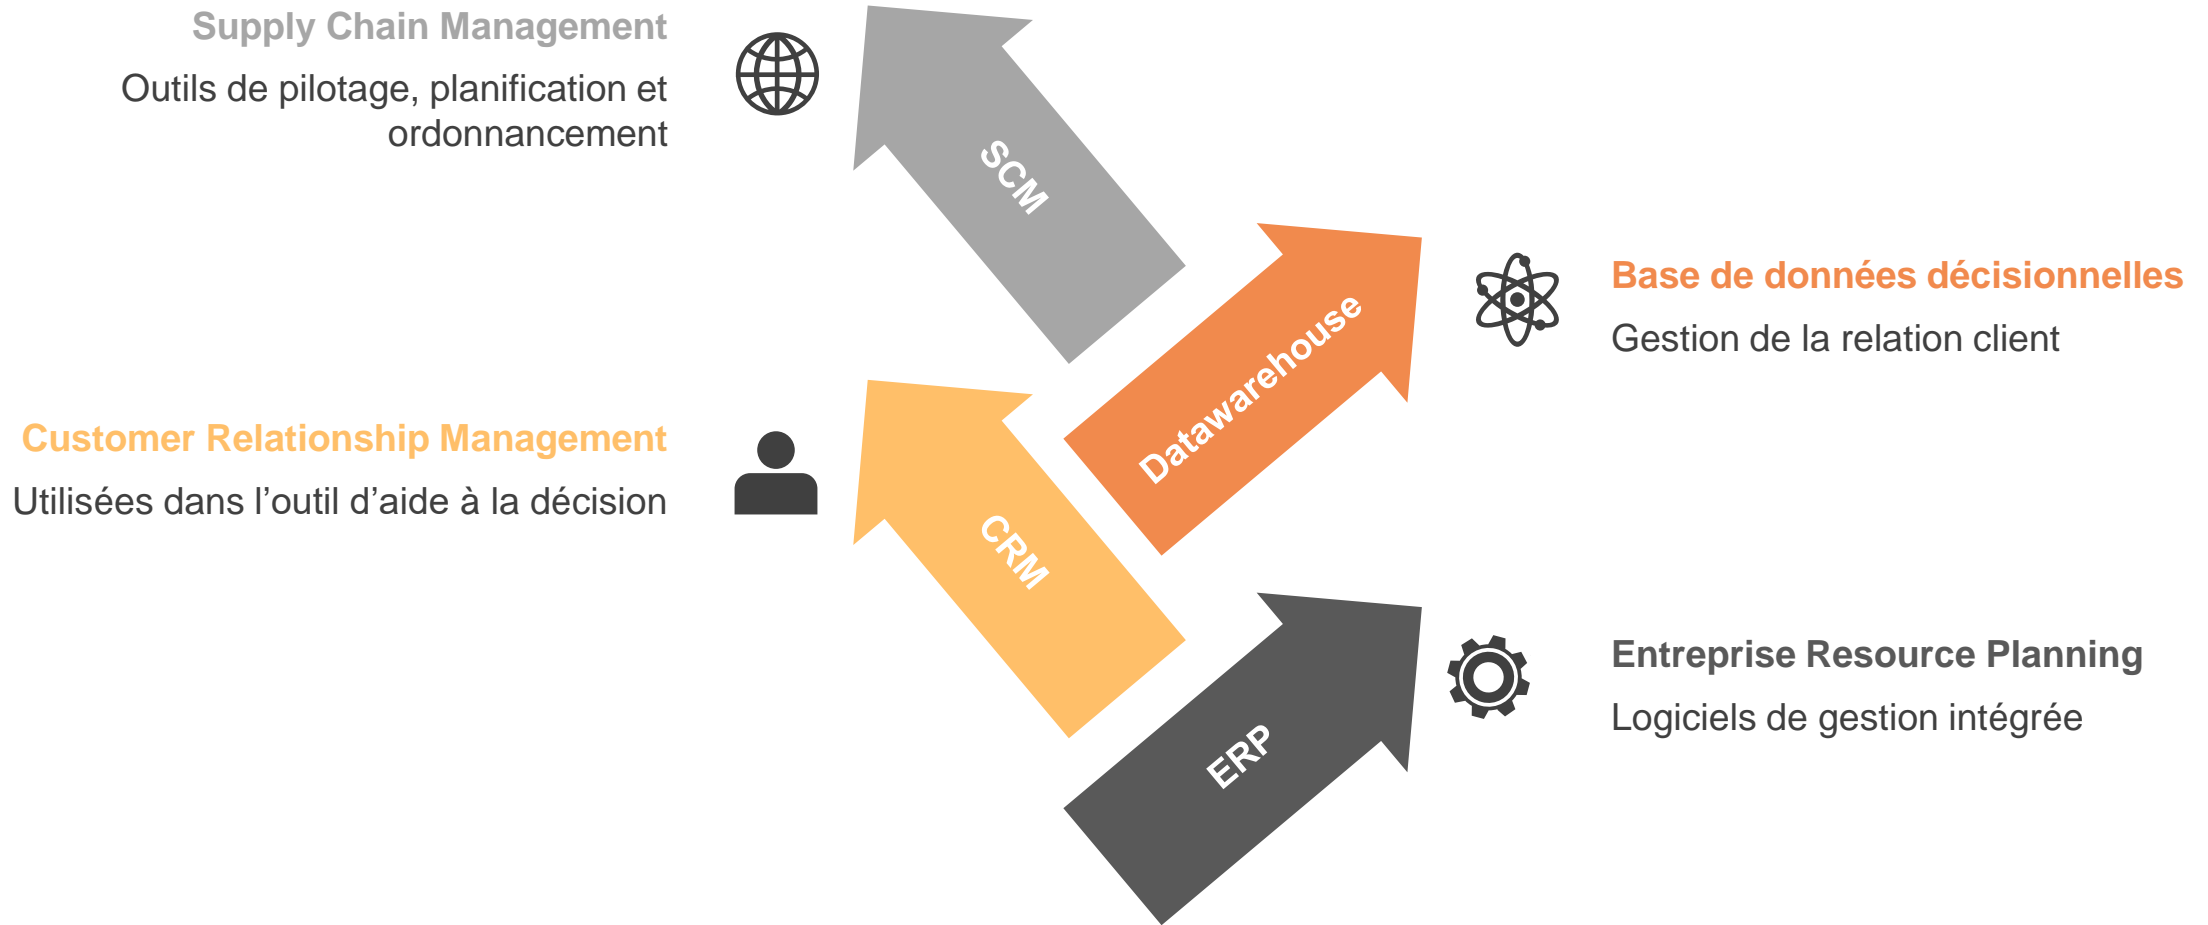 Supply Chain Management
Outils de pilotage, planification et
ordonnancement
SCM
Datawarehouse
Base de données décisionnelles
Gestion de la relation client
Customer Relationship Management
Utilisées dans l’outil d’aide à la décision
CRM
ERP
Entreprise Resource Planning
Logiciels de gestion intégrée